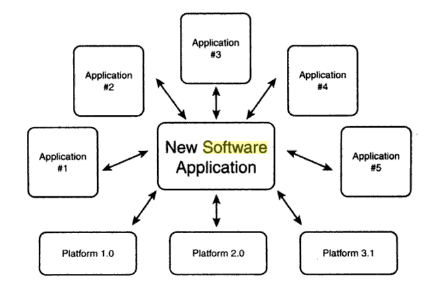 Application
#3
Application
#2
Application
#4
New Software
Application
Application
#1
Application
#5
Platform 1.0
Platform 2.0
Platform 3.1